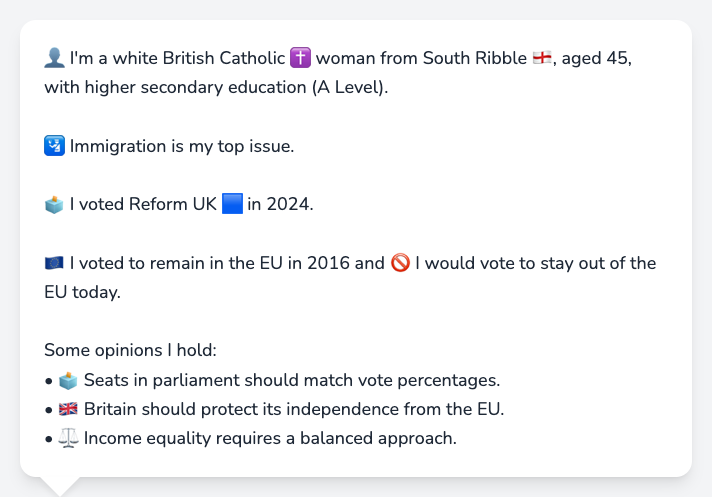 👤 I'm a white British Catholic ✝️ woman from South Ribble 🏴󠁧󠁢󠁥󠁮󠁧󠁿, aged 45,
with higher secondary education (A Level).
🛂 Immigration is my top issue.
🗳️ I voted Reform UK 🟦 in 2024.
🇪🇺 I voted to remain in the EU in 2016 and 🚫 I would vote to stay out of the
EU today.
Some opinions I hold:
• 🗳️ Seats in parliament should match vote percentages.
• 🇬🇧 Britain should protect its independence from the EU.
• ⚖️ Income equality requires a balanced approach.